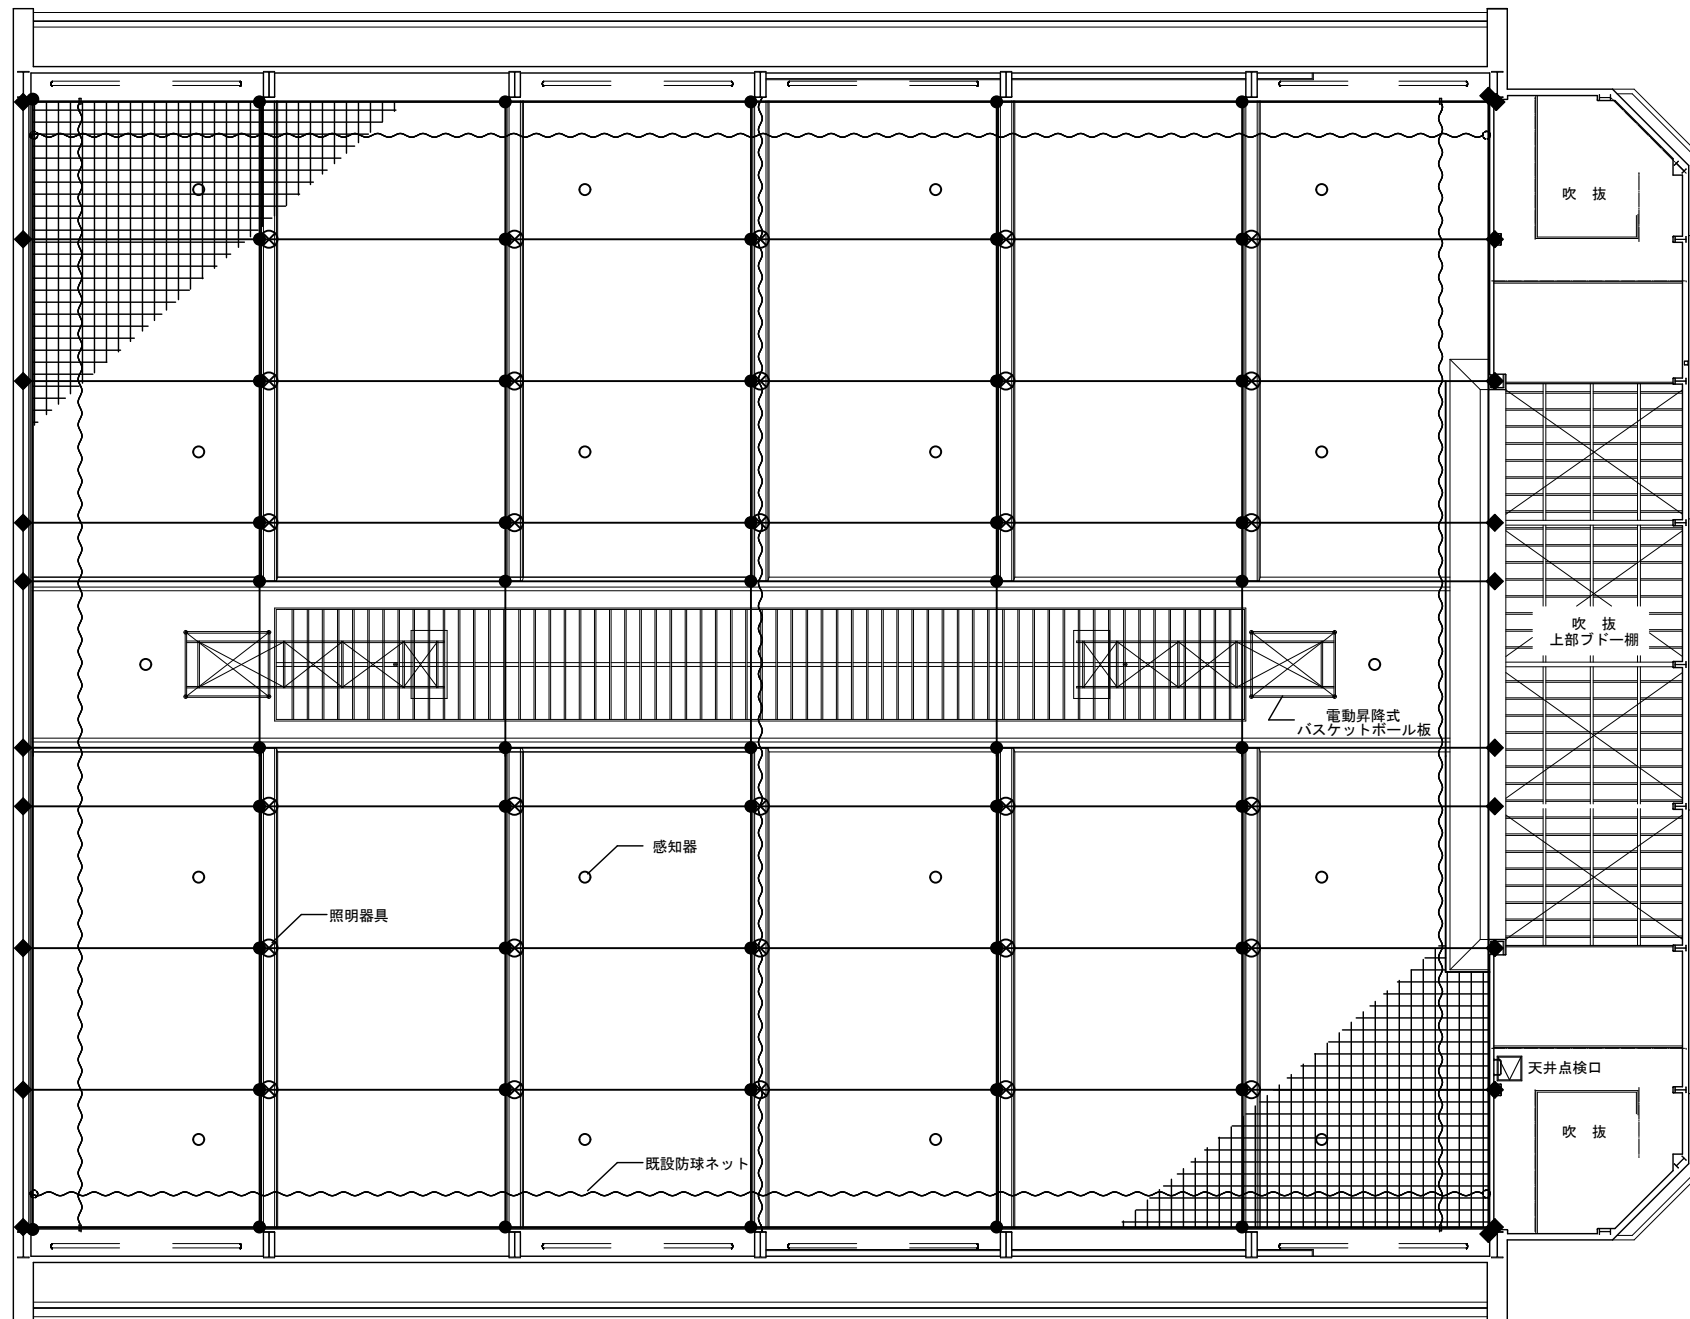 吹 抜
吹 抜
上部ブドー棚
電動昇降式
バスケットボール板
感知器
照明器具
天井点検口
吹 抜
既設防球ネット